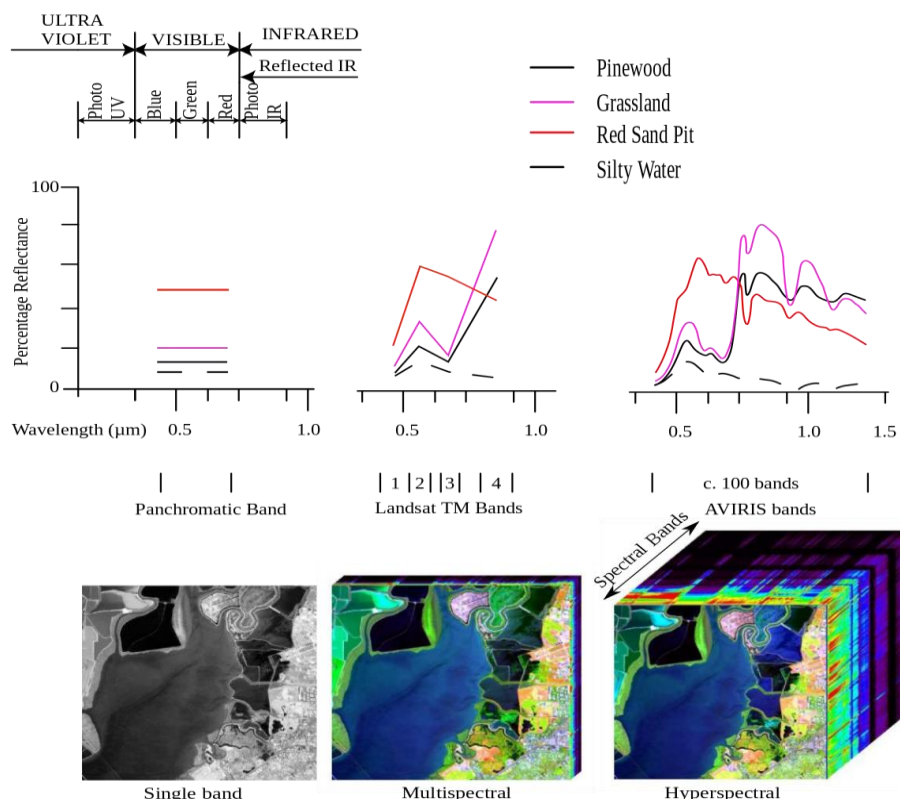 ULTRA
VIOLET
VISIBLE
INFRARED
Reflected IR
Photo
UV
Blue
Green
Red
Photo
IR
Pinewood
Grassland
Red Sand Pit
Silty Water
100
Percentage Reflectance
0
Wavelength (µm) 0.5 1.0
0.5 1.0
0.5 1.0 1.5
Panchromatic Band
1 2 3 4
Landsat TM Bands
c. 100 bands
AVIRIS bands
Spectral Bands
Single band
Multispectral
Hyperspectral